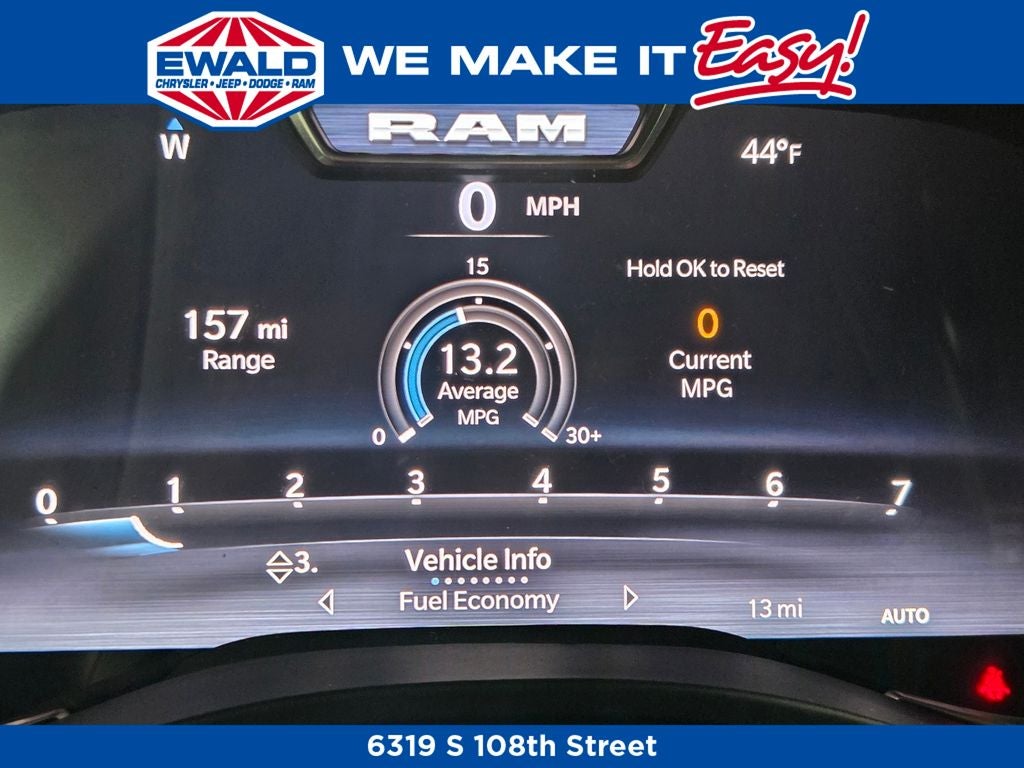 EWALD
CHRYSLER • JEEP • DODGE • RAM
WE MAKE IT Easy!
RAM
W
44°F
0 MPH
15
Hold OK to Reset
157 mi
Range
13.2
Average
MPG
0
Current
MPG
0
30+
0 1 2 3 4 5 6 7
3.
Vehicle Info
Fuel Economy
13 mi
AUTO
6319 S 108th Street